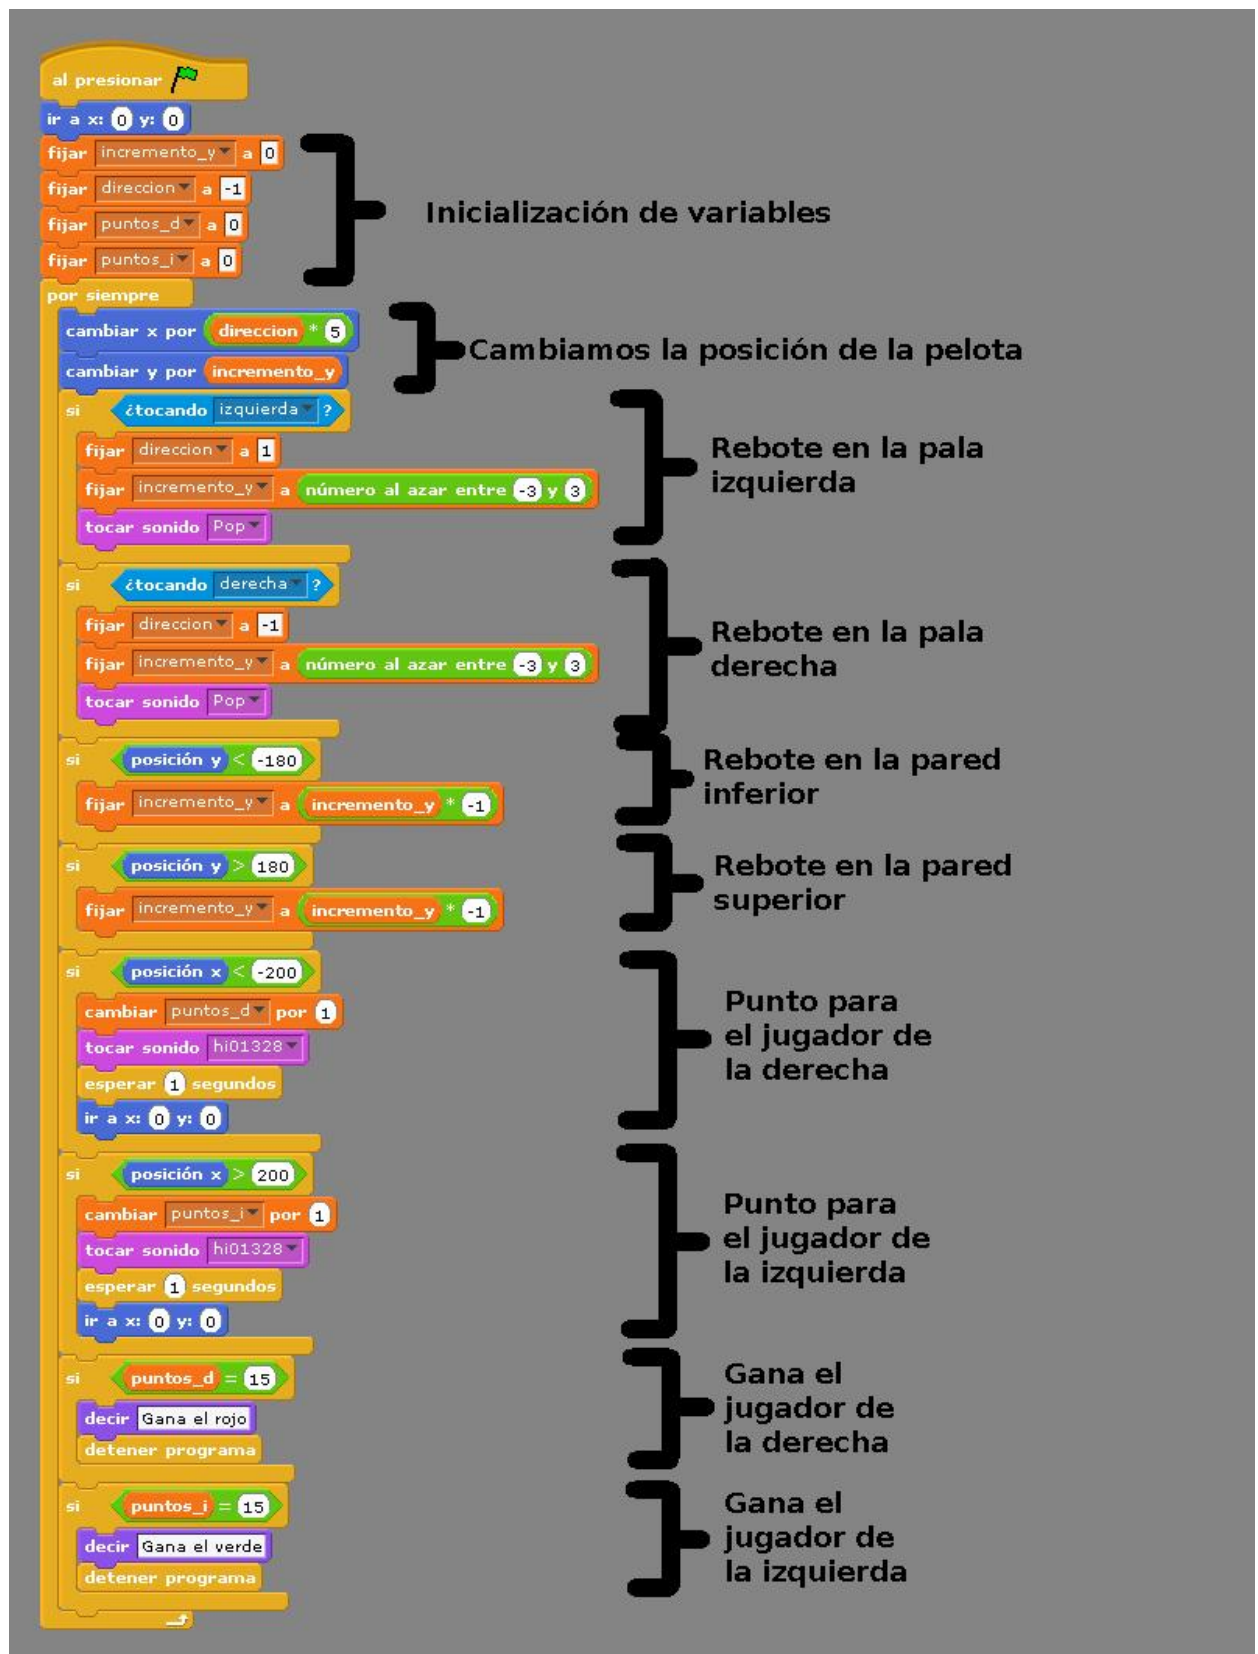 al presionar
ir a x: 0 y: 0
fijar incremento_y a 0
fijar direccion a -1
fijar puntos_d a 0
fijar puntos_i a 0
Inicialización de variables
por siempre
cambiar x por direccion * 5
cambiar y por incremento_y
Cambiamos la posición de la pelota
si ¿tocando izquierda ?
fijar direccion a 1
fijar incremento_y a número al azar entre -3 y 3
tocar sonido Pop
Rebote en la pala
izquierda
si ¿tocando derecha ?
fijar direccion a -1
fijar incremento_y a número al azar entre -3 y 3
tocar sonido Pop
Rebote en la pala
derecha
si posición y < -180
fijar incremento_y a incremento_y * -1
Rebote en la pared
inferior
si posición y > 180
fijar incremento_y a incremento_y * -1
Rebote en la pared
superior
si posición x < -200
cambiar puntos_d por 1
tocar sonido hi01328
esperar 1 segundos
ir a x: 0 y: 0
Punto para
el jugador de
la derecha
si posición x > 200
cambiar puntos_i por 1
tocar sonido hi01328
esperar 1 segundos
ir a x: 0 y: 0
Punto para
el jugador de
la izquierda
si puntos_d = 15
decir Gana el rojo
detener programa
Gana el
jugador de
la derecha
si puntos_i = 15
decir Gana el verde
detener programa
Gana el
jugador de
la izquierda